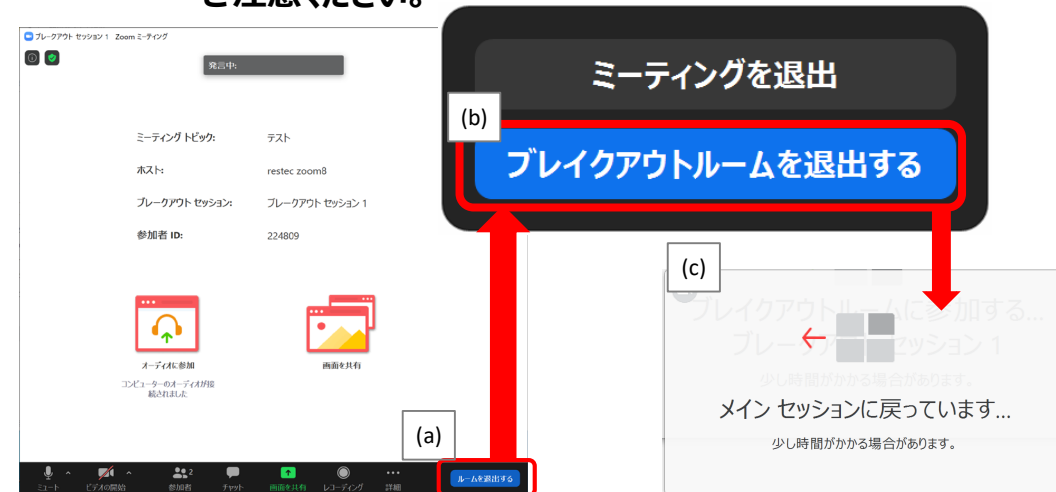 ご注意ください。
ブレークアウト セッション 1 Zoom ミーティング
発言中:
ミーティング トピック: テスト
ホスト: restec zoom8
ブレークアウト セッション: ブレークアウト セッション 1
参加者 ID: 224809
オーディオに参加
コンピューターのオーディオが接
続されました
画面を共有
(a)
ミュート ビデオの開始 2 参加者 チャット 画面を共有 レコーディング 詳細 ルームを退出する
ミーティングを退出
(b)
ブレイクアウトルームを退出する
(c)
ブレイクアウトルームに参加する...
ブレークアウト セッション 1
少し時間がかかる場合があります。
メイン セッションに戻っています...
少し時間がかかる場合があります。